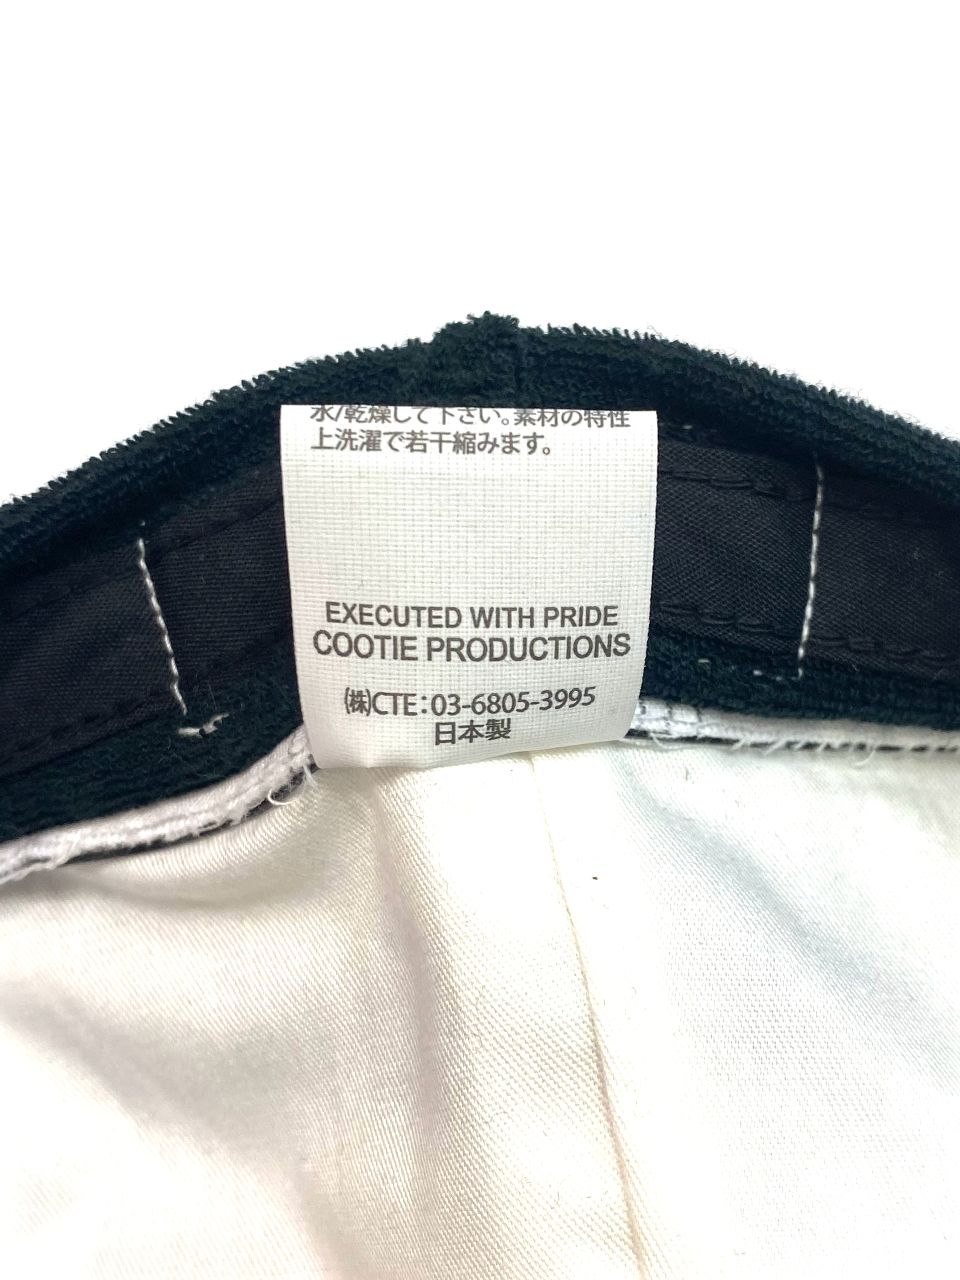 水/乾燥して下さい。素材の特性
上洗濯で若干縮みます。
EXECUTED WITH PRIDE
COOTIE PRODUCTIONS
㈱CTE：03-6805-3995
日本製